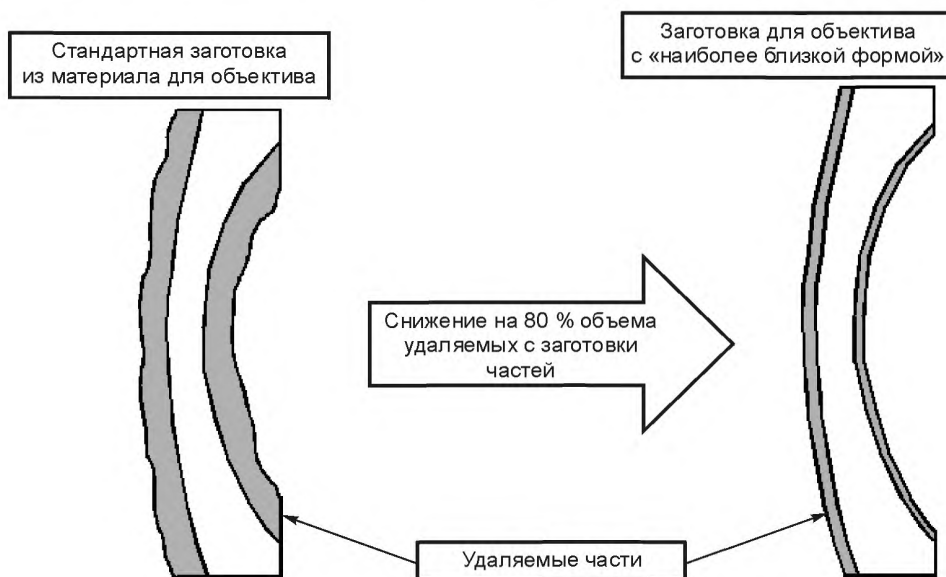 Стандартная заготовка
из материала для объектива
Заготовка для объектива
с «наиболее близкой формой»
Снижение на 80 % объема
удаляемых с заготовки
частей
Удаляемые части